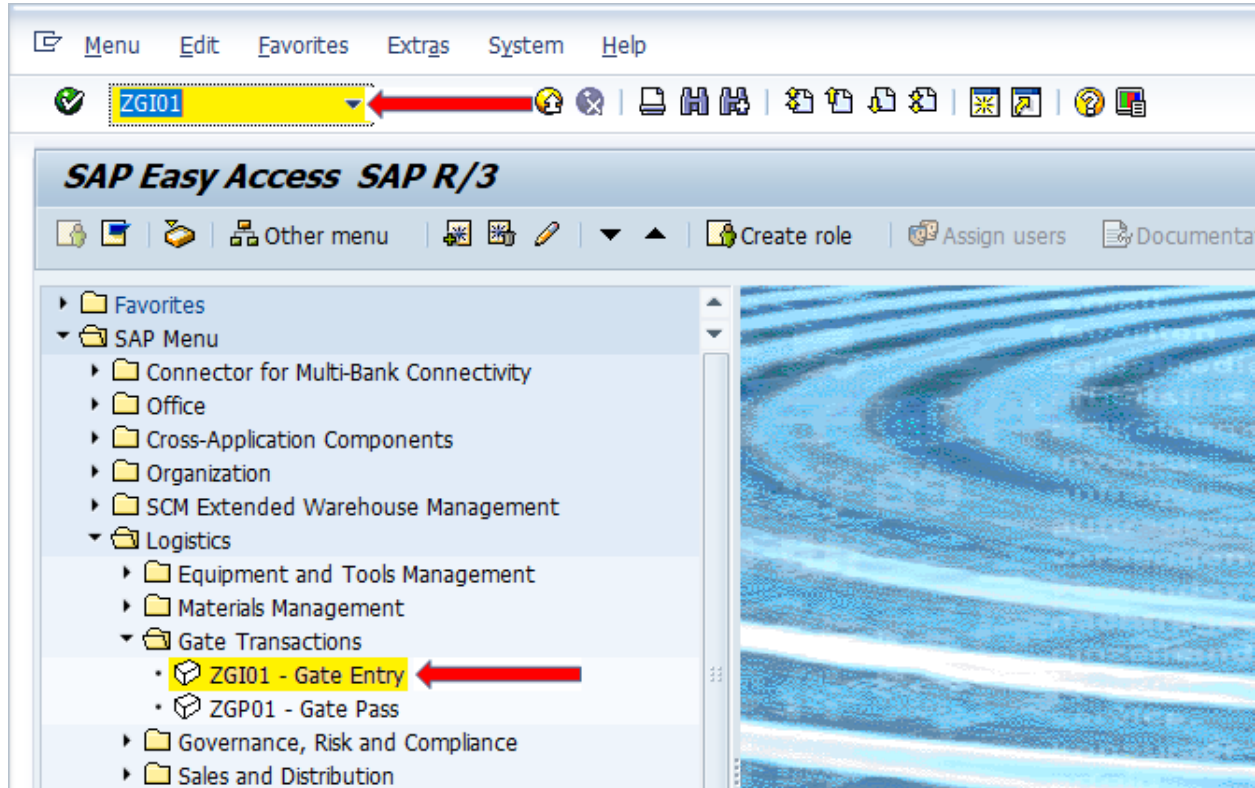 Menu Edit Favorites Extras System Help
ZGI01
SAP Easy Access SAP R/3
Other menu Create role Assign users Documenta
Favorites
SAP Menu
Connector for Multi-Bank Connectivity
Office
Cross-Application Components
Organization
SCM Extended Warehouse Management
Logistics
Equipment and Tools Management
Materials Management
Gate Transactions
ZGI01 - Gate Entry
ZGP01 - Gate Pass
Governance, Risk and Compliance
Sales and Distribution